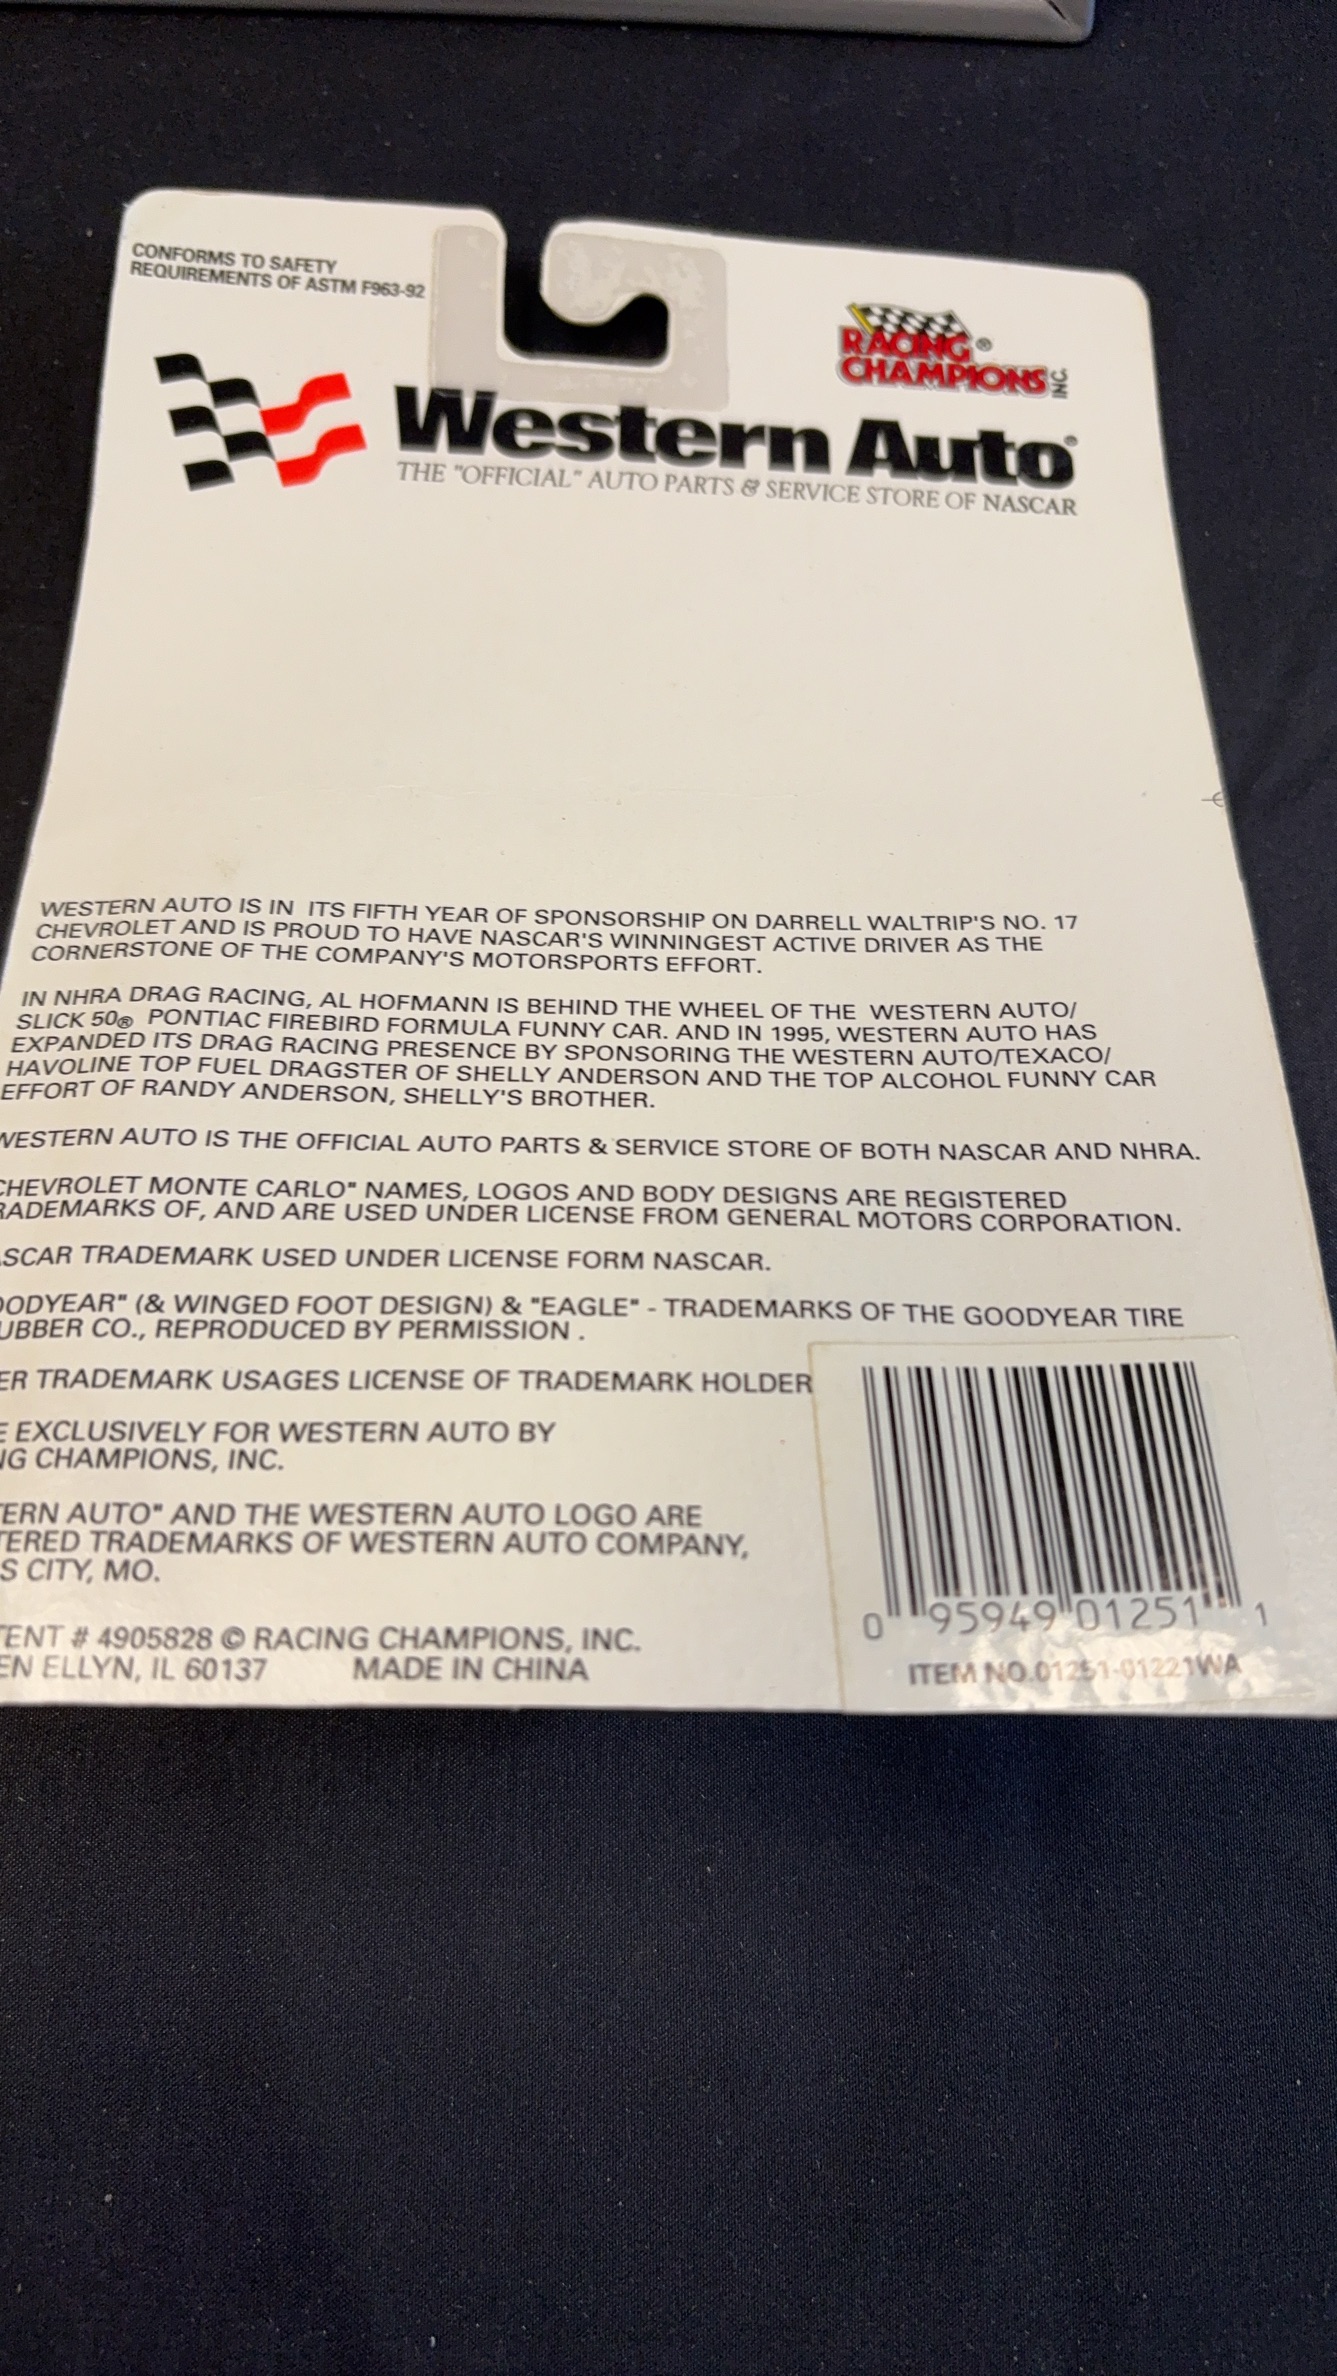 CONFORMS TO SAFETY
REQUIREMENTS OF ASTM F963-92
RACING®
CHAMPIONS INC.
Western Auto®
THE "OFFICIAL" AUTO PARTS & SERVICE STORE OF NASCAR
WESTERN AUTO IS IN ITS FIFTH YEAR OF SPONSORSHIP ON DARRELL WALTRIP'S NO. 17
CHEVROLET AND IS PROUD TO HAVE NASCAR'S WINNINGEST ACTIVE DRIVER AS THE
CORNERSTONE OF THE COMPANY'S MOTORSPORTS EFFORT.
IN NHRA DRAG RACING, AL HOFMANN IS BEHIND THE WHEEL OF THE WESTERN AUTO/
SLICK 50® PONTIAC FIREBIRD FORMULA FUNNY CAR. AND IN 1995, WESTERN AUTO HAS
EXPANDED ITS DRAG RACING PRESENCE BY SPONSORING THE WESTERN AUTO/TEXACO/
HAVOLINE TOP FUEL DRAGSTER OF SHELLY ANDERSON AND THE TOP ALCOHOL FUNNY CAR
EFFORT OF RANDY ANDERSON, SHELLY'S BROTHER.
WESTERN AUTO IS THE OFFICIAL AUTO PARTS & SERVICE STORE OF BOTH NASCAR AND NHRA.
CHEVROLET MONTE CARLO" NAMES, LOGOS AND BODY DESIGNS ARE REGISTERED
RADEMARKS OF, AND ARE USED UNDER LICENSE FROM GENERAL MOTORS CORPORATION.
ASCAR TRADEMARK USED UNDER LICENSE FORM NASCAR.
OODYEAR" (& WINGED FOOT DESIGN) & "EAGLE" - TRADEMARKS OF THE GOODYEAR TIRE
UBBER CO., REPRODUCED BY PERMISSION .
ER TRADEMARK USAGES LICENSE OF TRADEMARK HOLDER
E EXCLUSIVELY FOR WESTERN AUTO BY
NG CHAMPIONS, INC.
TERN AUTO" AND THE WESTERN AUTO LOGO ARE
TERED TRADEMARKS OF WESTERN AUTO COMPANY,
S CITY, MO.
TENT # 4905828 © RACING CHAMPIONS, INC.
EN ELLYN, IL 60137 MADE IN CHINA
0 95949 01251 1
ITEM NO.01251-01221WA